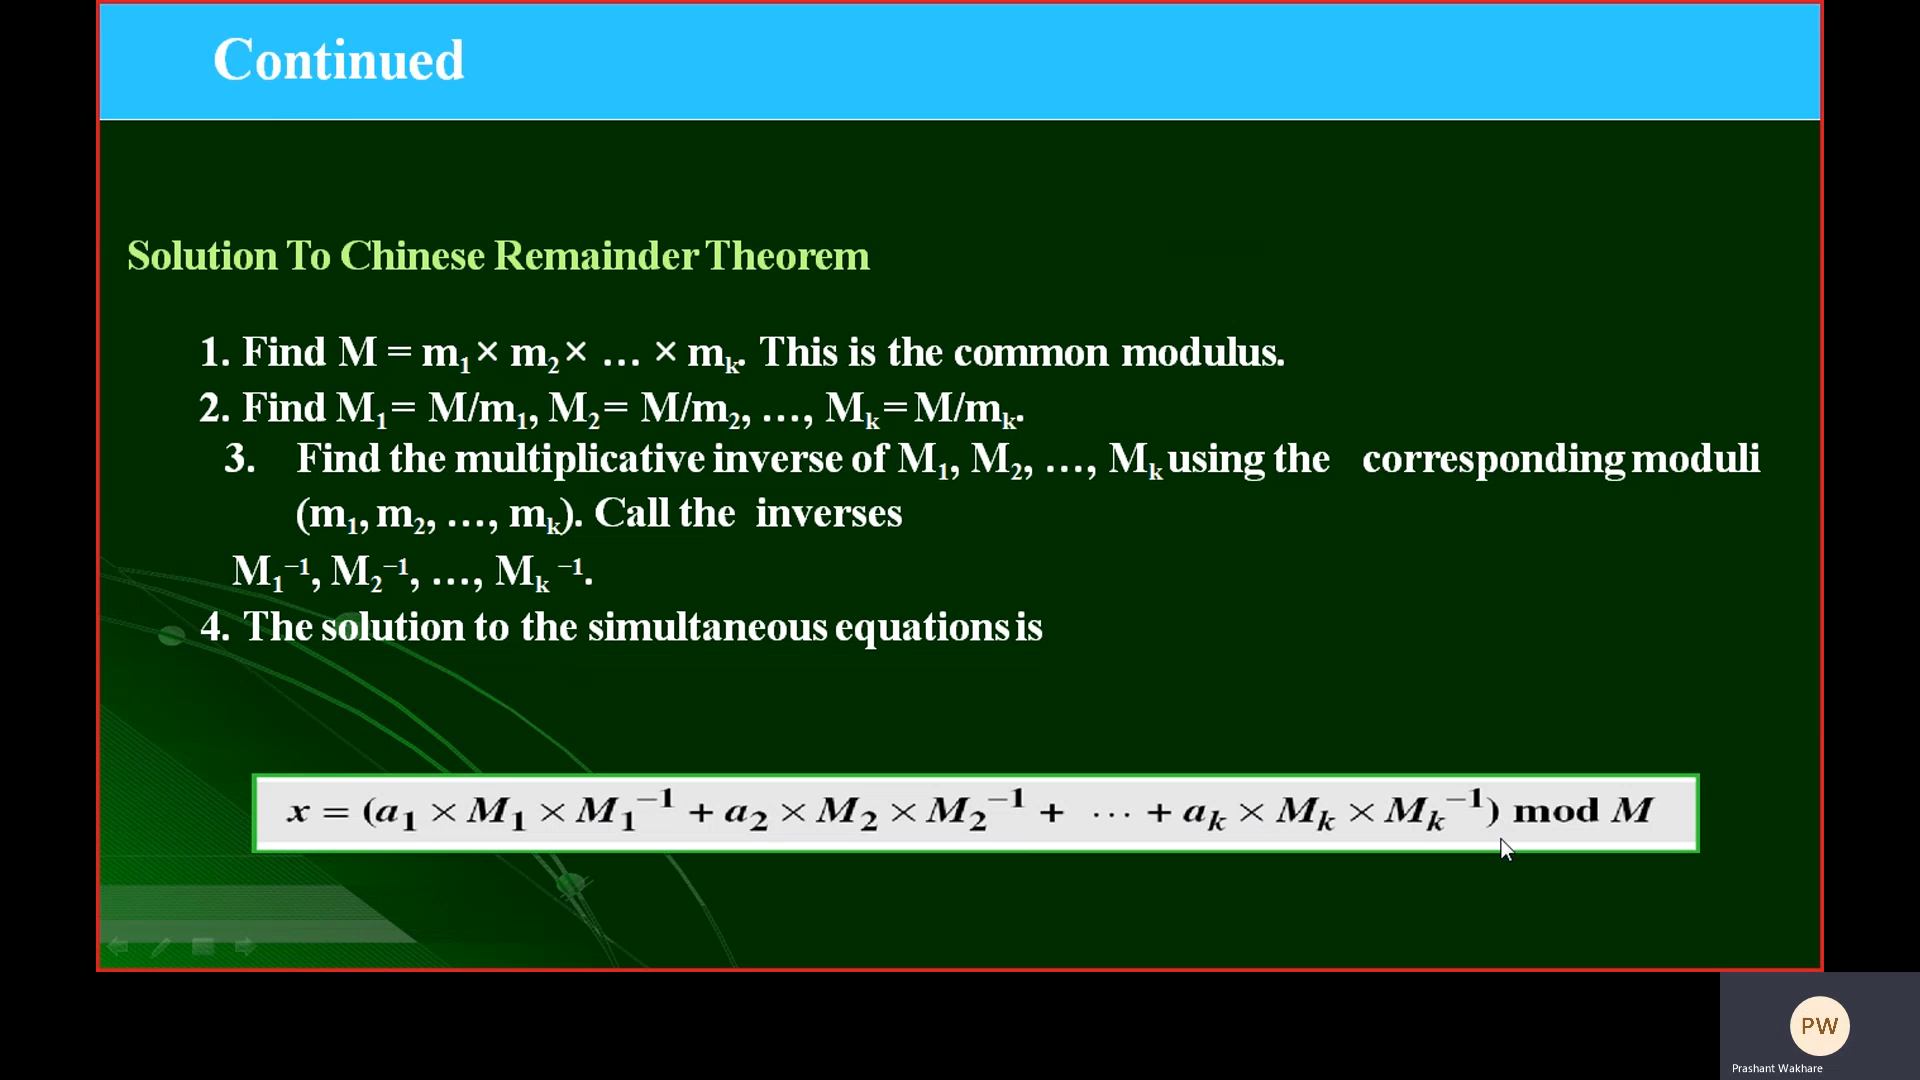 Continued
Solution To Chinese Remainder Theorem
1. Find M = m₁ × m₂ × … × mₖ. This is the common modulus.
2. Find M₁ = M/m₁, M₂ = M/m₂, …, Mₖ = M/mₖ.
3. Find the multiplicative inverse of M₁, M₂, …, Mₖ using the corresponding moduli
(m₁, m₂, …, mₖ). Call the inverses
M₁⁻¹, M₂⁻¹, …, Mₖ ⁻¹.
4. The solution to the simultaneous equations is
x = (a₁ × M₁ × M₁⁻¹ + a₂ × M₂ × M₂⁻¹ + ⋯ + aₖ × Mₖ × Mₖ⁻¹) mod M
PW
Prashant Wakhare